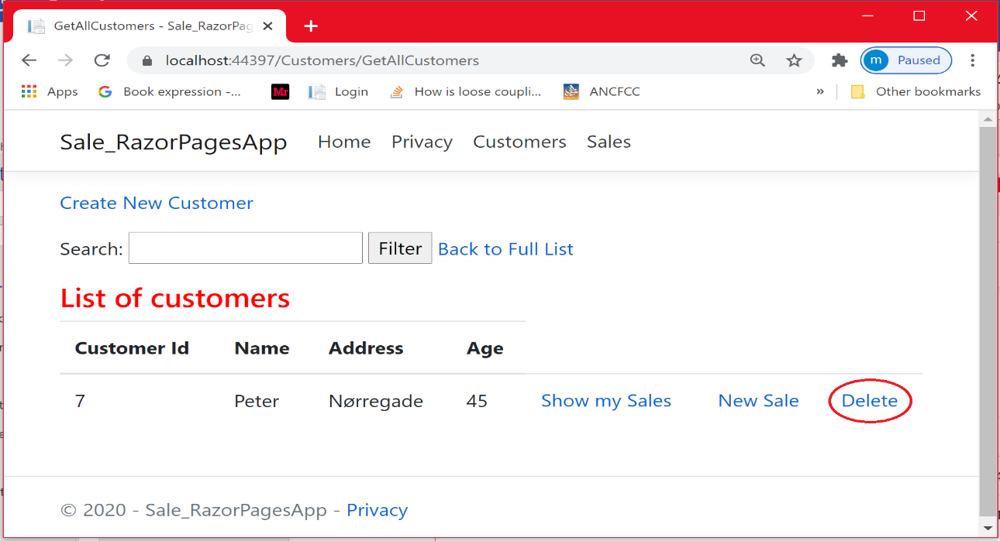 GetAllCustomers - Sale_RazorPag
localhost:44397/Customers/GetAllCustomers
m Paused
Apps
G Book expression -...
Mr
Login
How is loose coupli...
ANCFCC
» Other bookmarks
Sale_RazorPagesApp Home Privacy Customers Sales
Create New Customer
Search: Filter Back to Full List
List of customers
Customer Id Name Address Age
7 Peter Nørregade 45 Show my Sales New Sale Delete
© 2020 - Sale_RazorPagesApp - Privacy